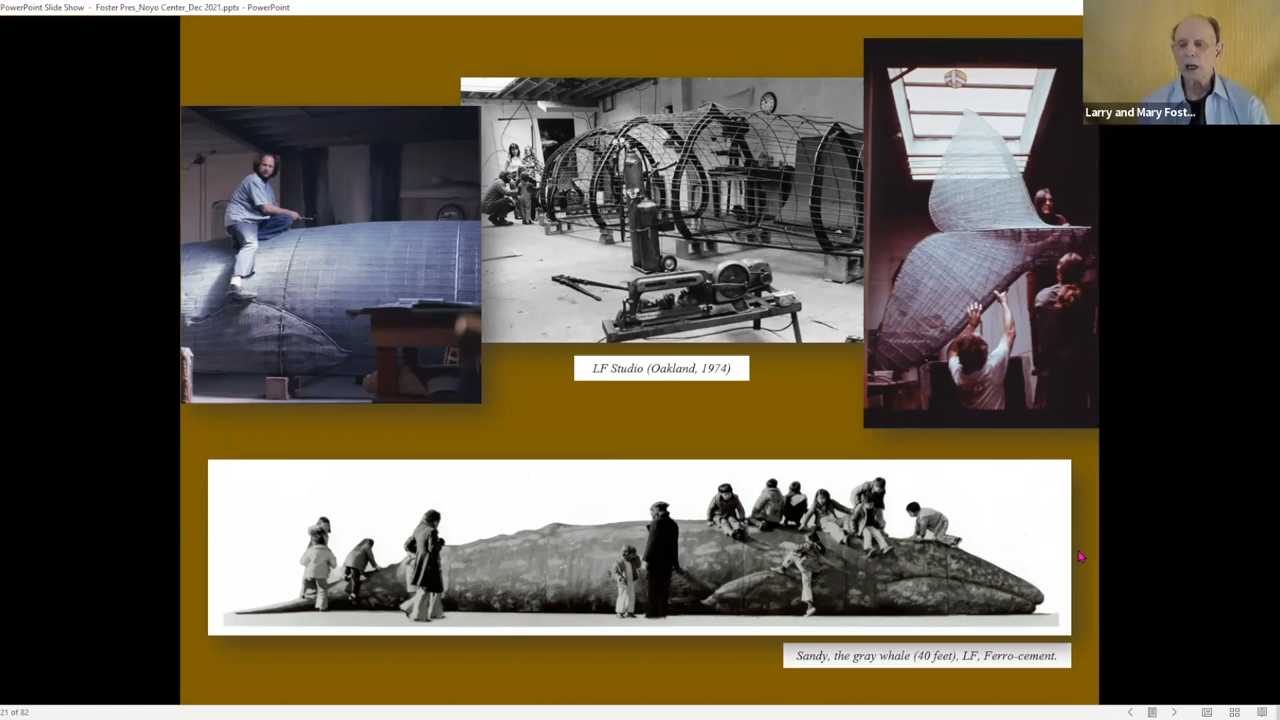 PowerPoint Slide Show - Foster Pres_Noyo Center_Dec 2021.pptx - PowerPoint
Larry and Mary Fost...
LF Studio (Oakland, 1974)
Sandy, the gray whale (40 feet), LF, Ferro-cement.
21 of 82